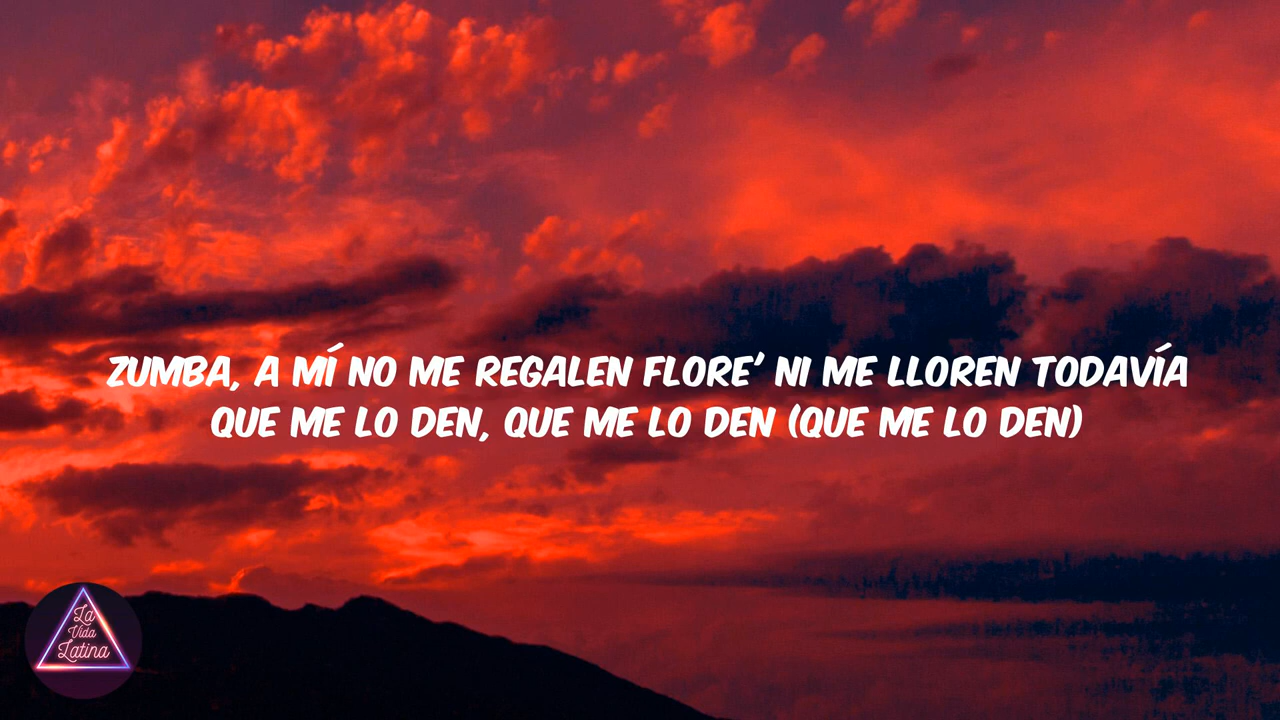 ZUMBA, A MÍ NO ME REGALEN FLORE' NI ME LLOREN TODAVÍA
QUE ME LO DEN, QUE ME LO DEN (QUE ME LO DEN)
La
Vida
Latina